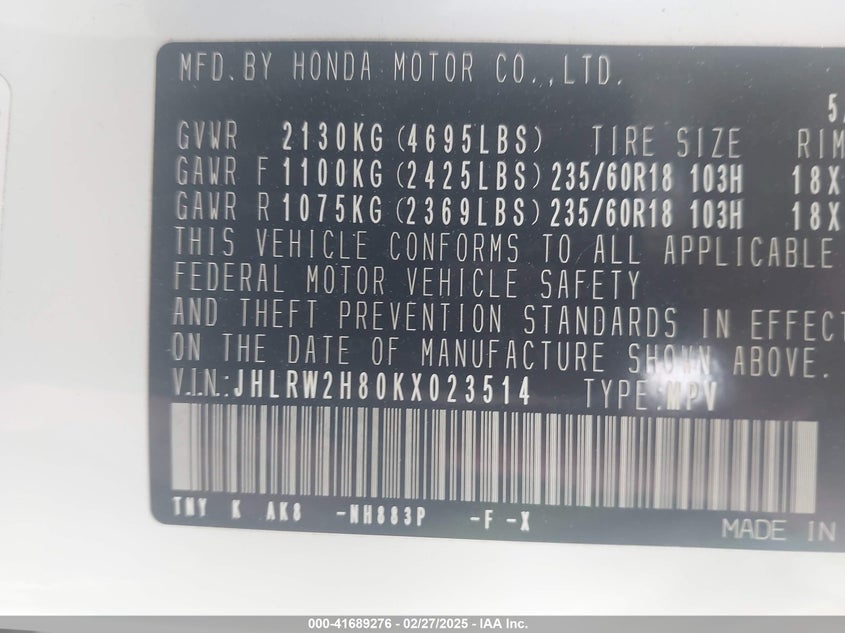 MFD.BY HONDA MOTOR CO.,LTD.
5/
GVWR 2130KG(4695LBS) TIRE SIZE RIM
GAWR F 1100KG(2425LBS) 235/60R18 103H 18X
GAWR R 1075KG(2369LBS) 235/60R18 103H 18X
THIS VEHICLE CONFORMS TO ALL APPLICABLE
FEDERAL MOTOR VEHICLE SAFETY
AND THEFT PREVENTION STANDARDS IN EFFECT
ON THE DATE OF MANUFACTURE SHOWN ABOVE.
V.I.N.:JHLRW2H80KX023514 TYPE:MPV
TNY K AK8 -NH883P -F -X
MADE IN
000-41689276 - 02/27/2025 - IAA Inc.